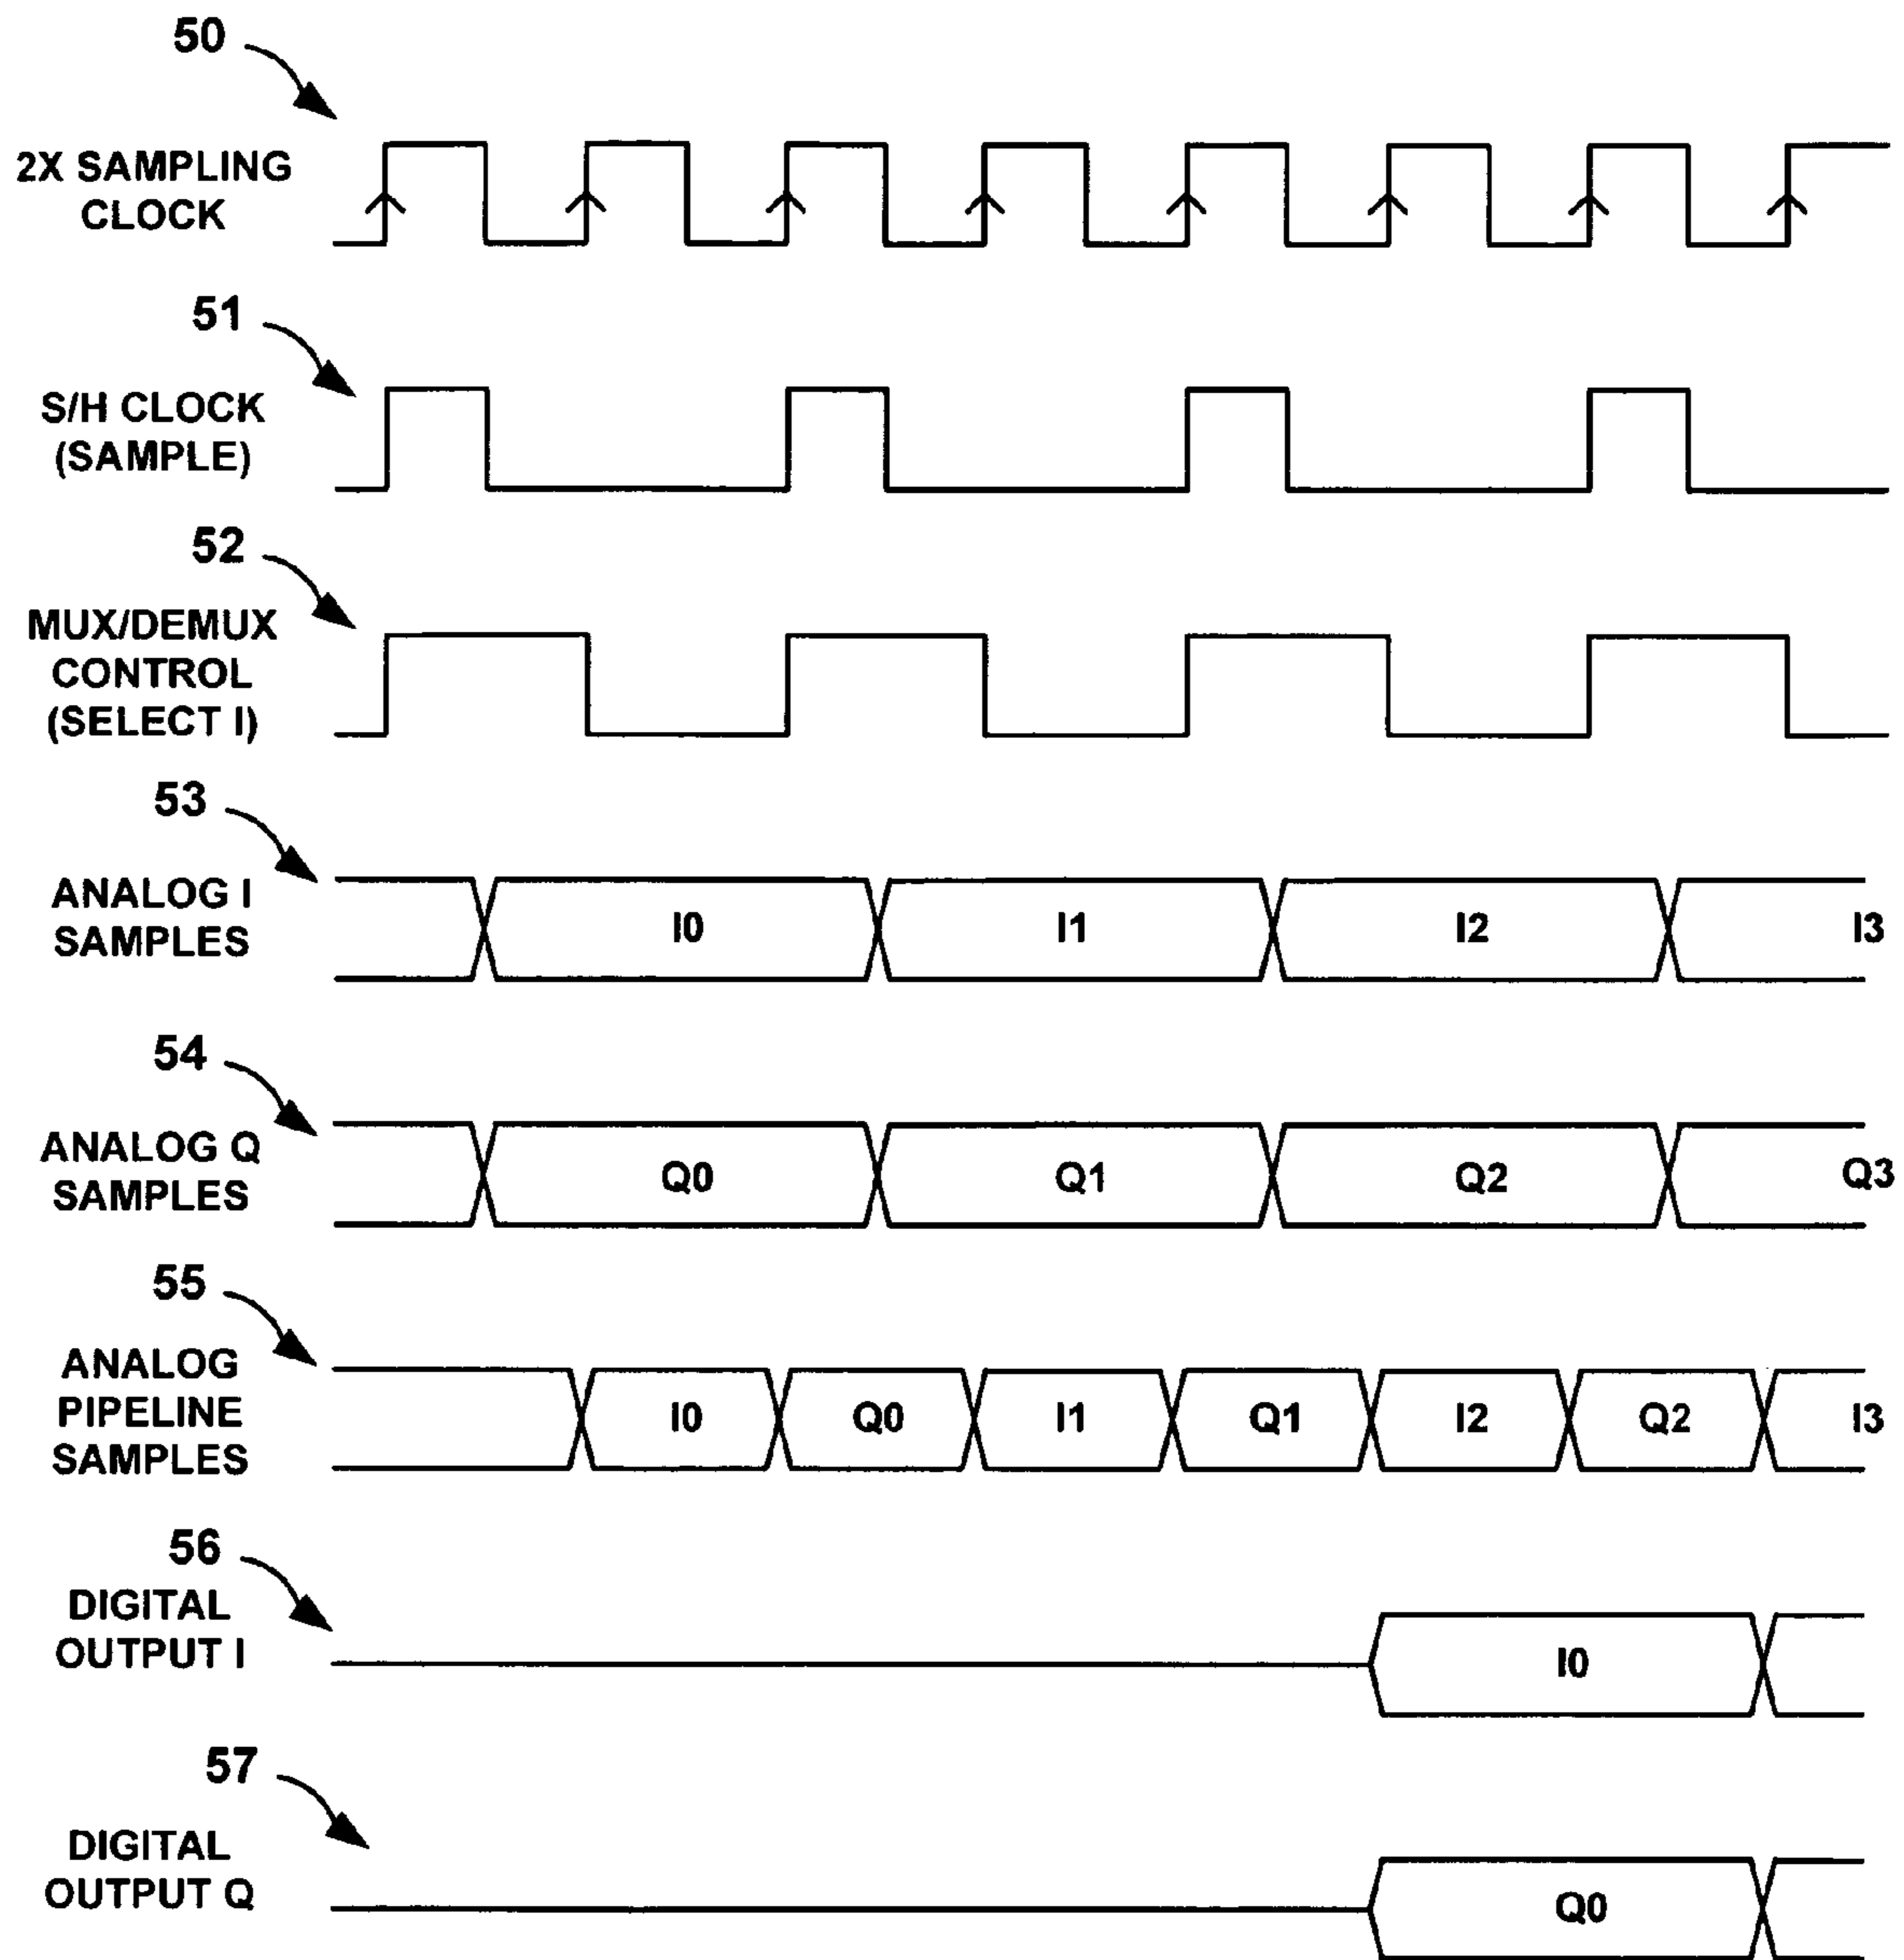 50
2X SAMPLING
CLOCK
51
S/H CLOCK
(SAMPLE)
52
MUX/DEMUX
CONTROL
(SELECT I)
53
ANALOG I
SAMPLES
I0 I1 I2 I3
54
ANALOG Q
SAMPLES
Q0 Q1 Q2 Q3
55
ANALOG
PIPELINE
SAMPLES
I0 Q0 I1 Q1 I2 Q2 I3
56
DIGITAL
OUTPUT I
I0
57
DIGITAL
OUTPUT Q
Q0